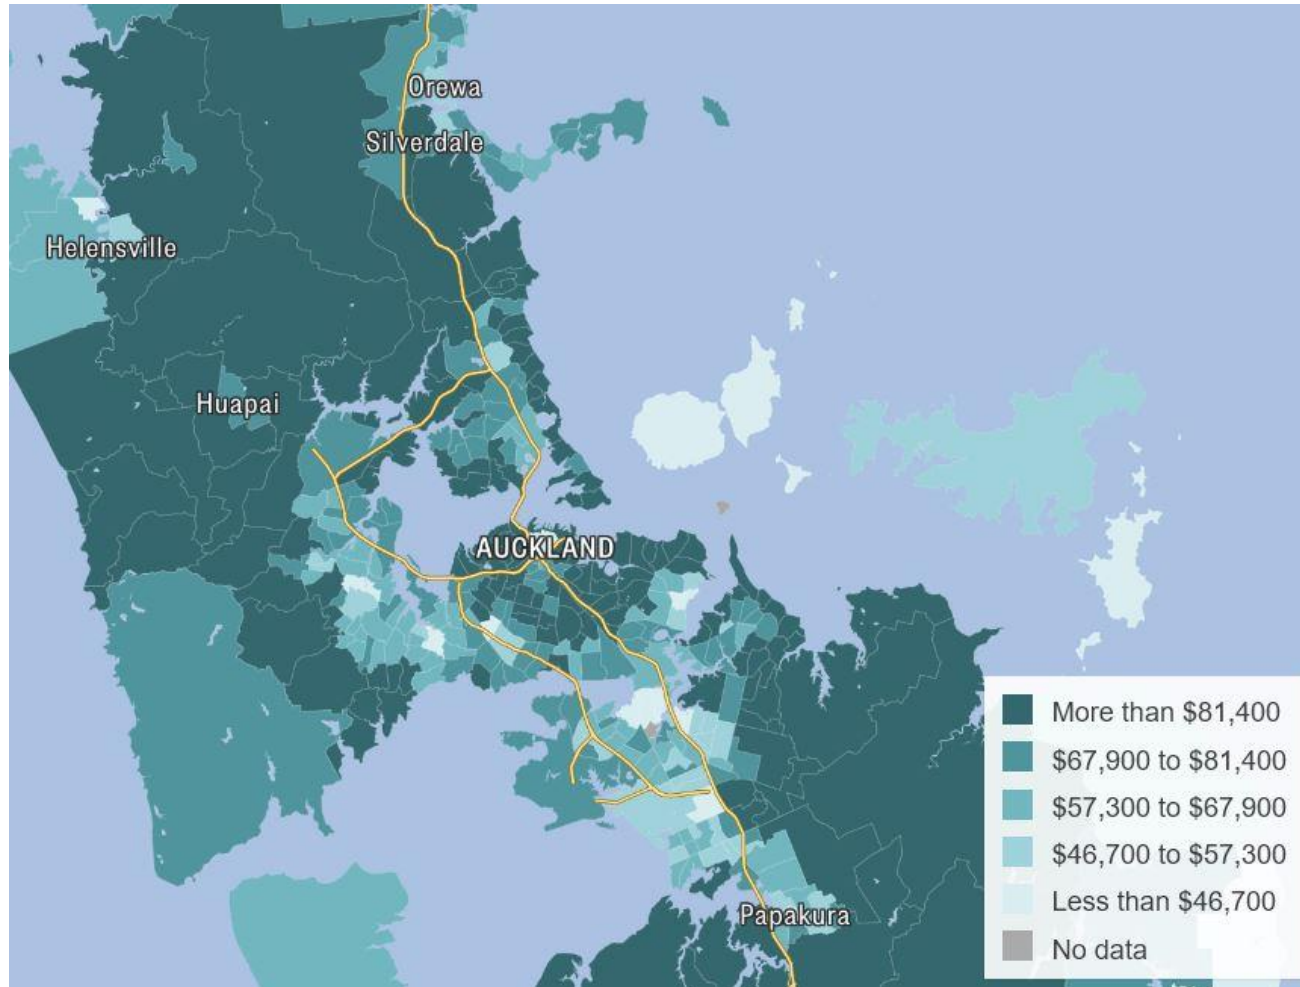 Orewa
Silverdale
Helensville
Huapai
AUCKLAND
More than $81,400
$67,900 to $81,400
$57,300 to $67,900
$46,700 to $57,300
Less than $46,700
Papakura
No data